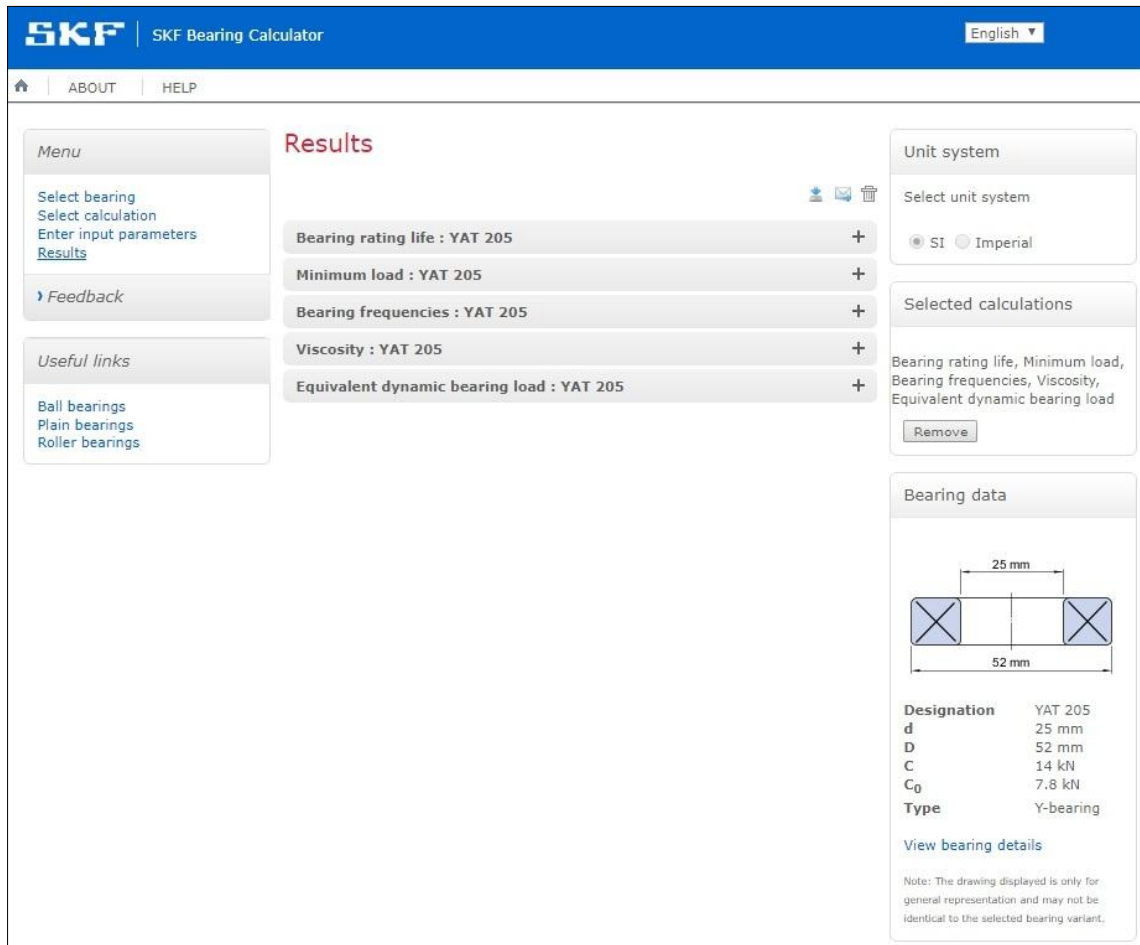 SKF SKF Bearing Calculator English
ABOUT HELP
Menu
Select bearing
Select calculation
Enter input parameters
Results
Feedback
Useful links
Ball bearings
Plain bearings
Roller bearings
Results
Bearing rating life : YAT 205
Minimum load : YAT 205
Bearing frequencies : YAT 205
Viscosity : YAT 205
Equivalent dynamic bearing load : YAT 205
Unit system
Select unit system
SI Imperial
Selected calculations
Bearing rating life, Minimum load,
Bearing frequencies, Viscosity,
Equivalent dynamic bearing load
Remove
Bearing data
25 mm
52 mm
Designation YAT 205
d 25 mm
D 52 mm
C 14 kN
C0 7.8 kN
Type Y-bearing
View bearing details
Note: The drawing displayed is only for
general representation and may not be
identical to the selected bearing variant.